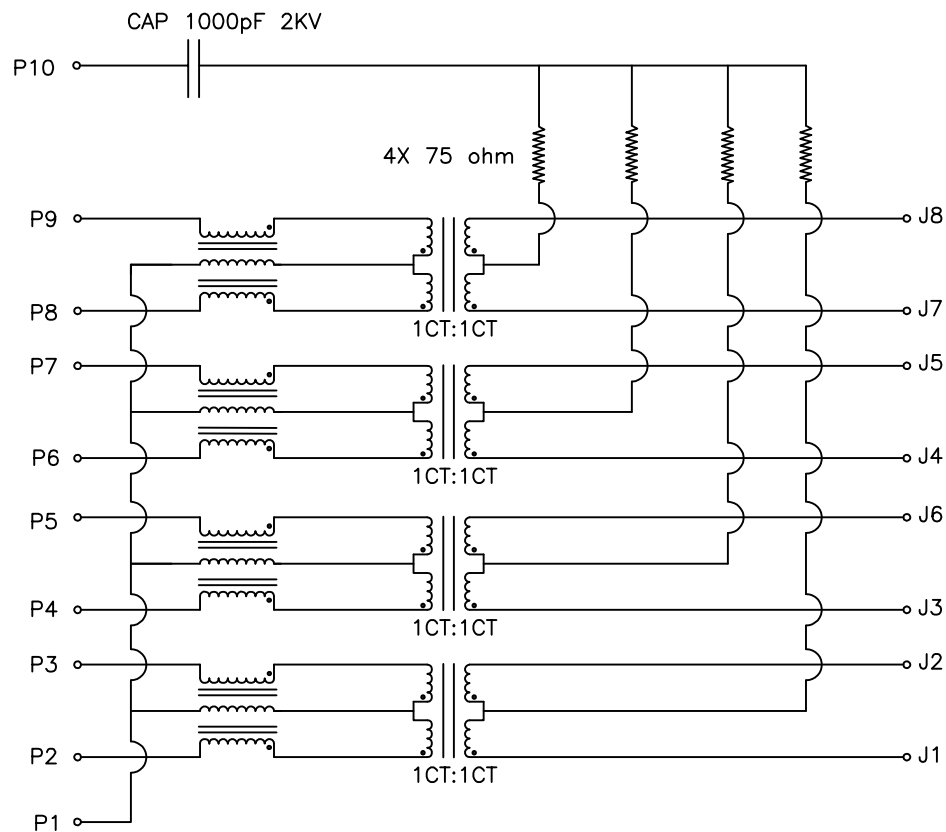 CAP 1000pF 2KV
P10
4X 75 ohm
P9
J8
P8
J7
1CT:1CT
P7
J5
P6
J4
1CT:1CT
P5
J6
P4
J3
1CT:1CT
P3
J2
P2
J1
1CT:1CT
P1